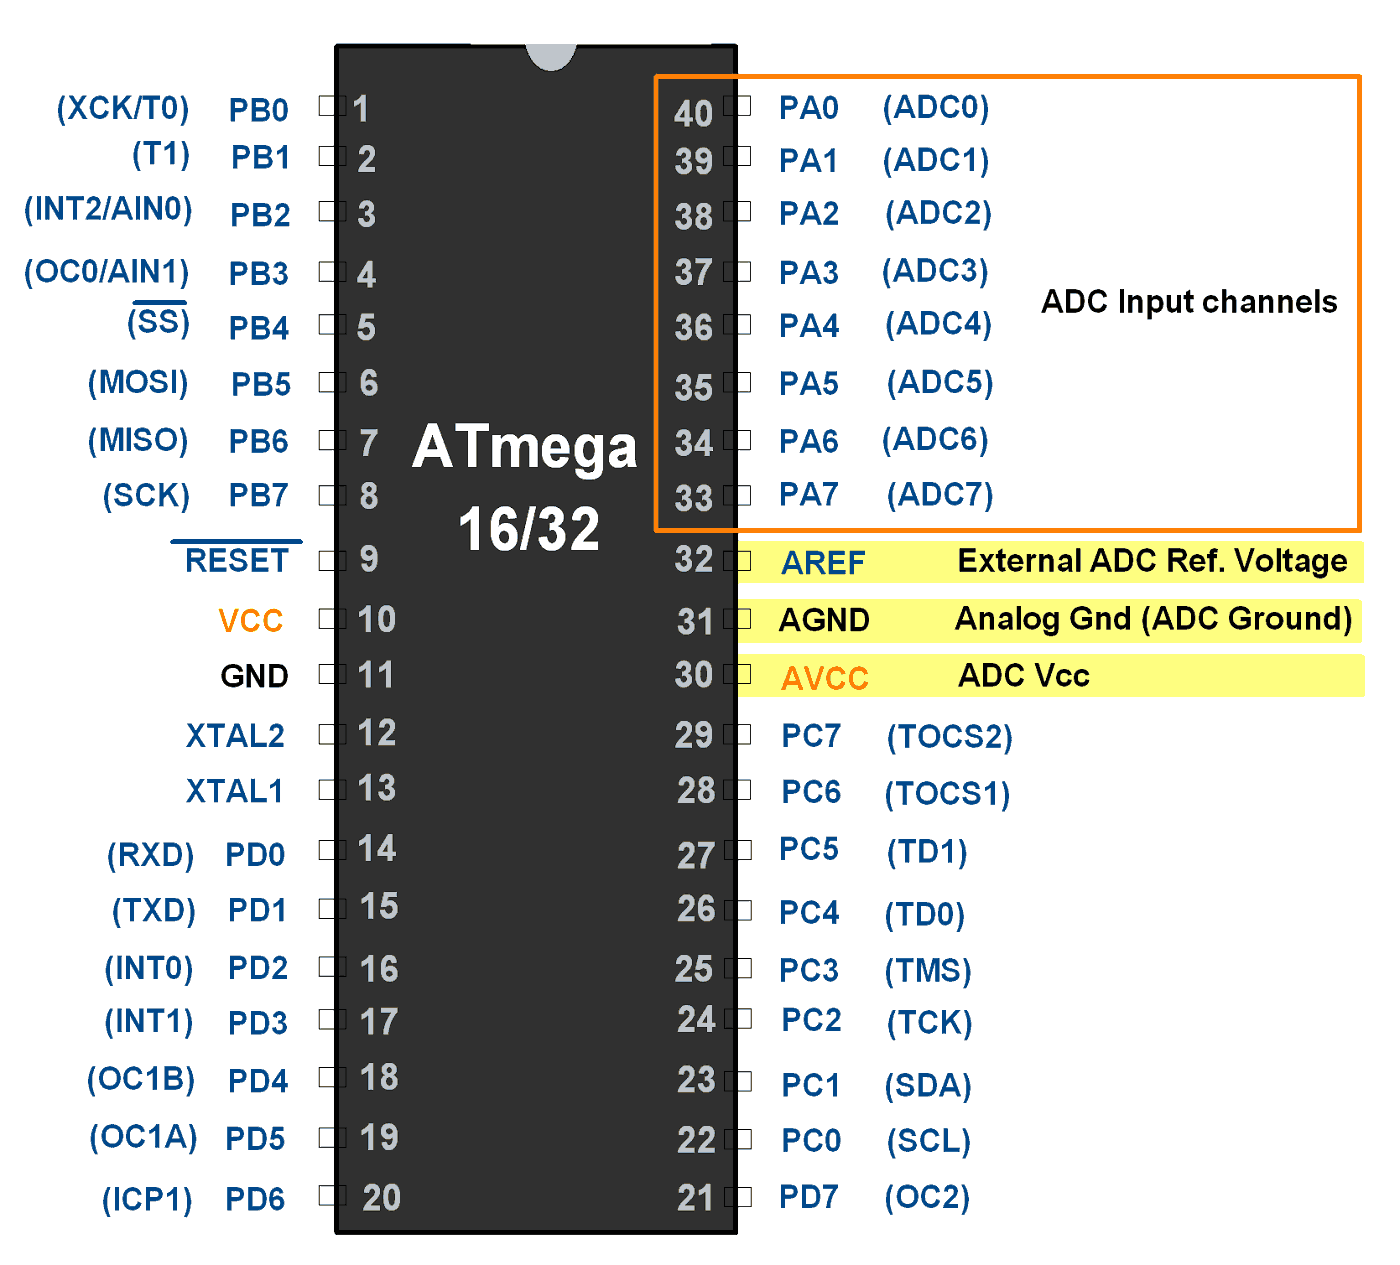 (XCK/T0) PB0 1 40 PA0 (ADC0)
(T1) PB1 2 39 PA1 (ADC1)
(INT2/AIN0) PB2 3 38 PA2 (ADC2)
(OC0/AIN1) PB3 4 37 PA3 (ADC3)
ADC Input channels
(SS) PB4 5 36 PA4 (ADC4)
(MOSI) PB5 6 35 PA5 (ADC5)
(MISO) PB6 7 34 PA6 (ADC6)
ATmega
16/32
(SCK) PB7 8 33 PA7 (ADC7)
RESET 9 32 AREF External ADC Ref. Voltage
VCC 10 31 AGND Analog Gnd (ADC Ground)
GND 11 30 AVCC ADC Vcc
XTAL2 12 29 PC7 (TOCS2)
XTAL1 13 28 PC6 (TOCS1)
(RXD) PD0 14 27 PC5 (TD1)
(TXD) PD1 15 26 PC4 (TD0)
(INT0) PD2 16 25 PC3 (TMS)
(INT1) PD3 17 24 PC2 (TCK)
(OC1B) PD4 18 23 PC1 (SDA)
(OC1A) PD5 19 22 PC0 (SCL)
(ICP1) PD6 20 21 PD7 (OC2)